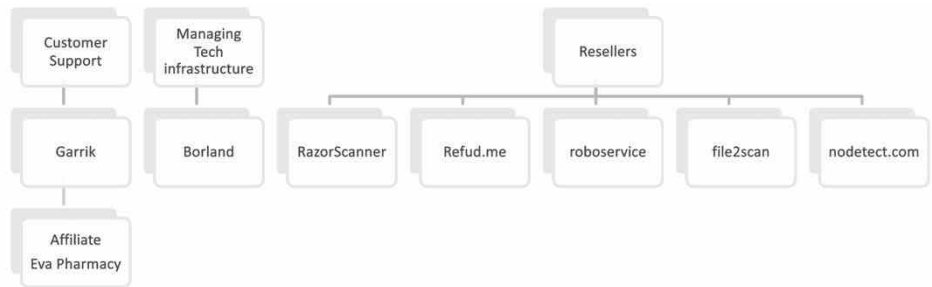 Customer
Support
Managing
Tech
infrastructure
Resellers
Garrik
Borland
RazorScanner
Refud.me
roboservice
file2scan
nodetect.com
Affiliate
Eva Pharmacy